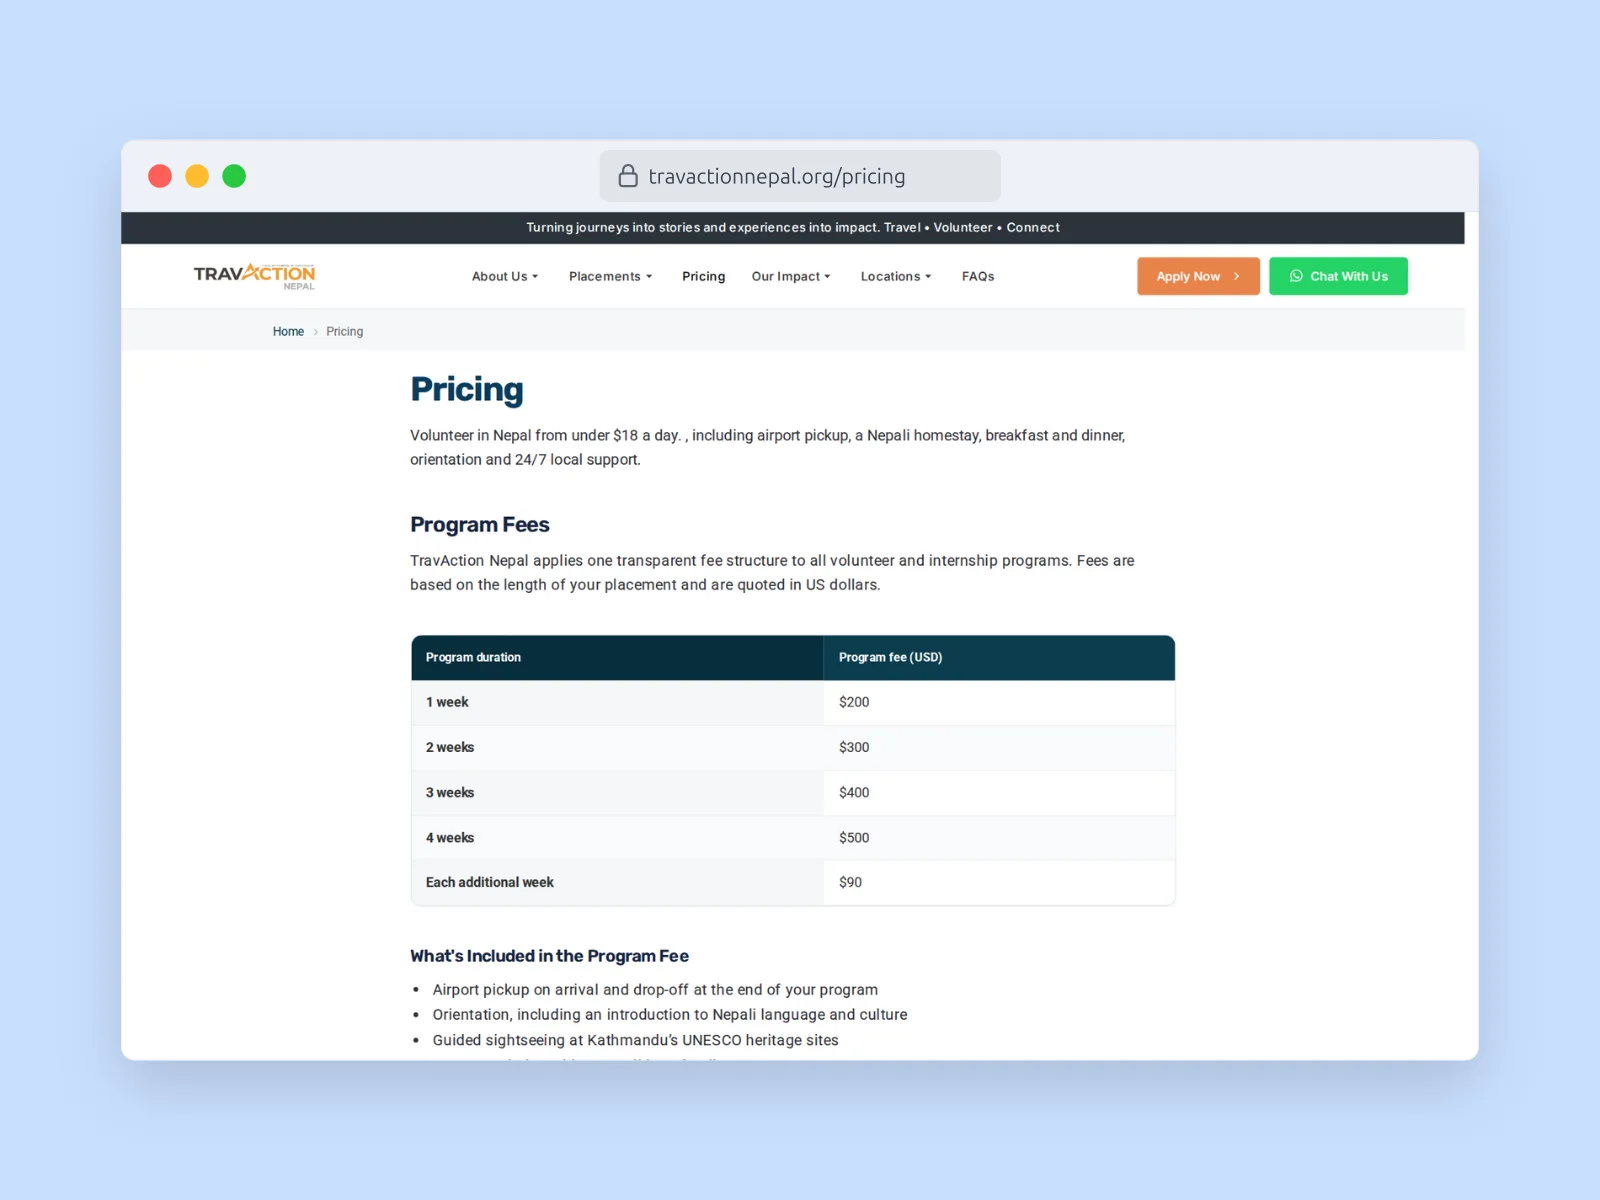 travactionnepal.org/pricing
Turning journeys into stories and experiences into impact. Travel • Volunteer • Connect
TRAVACTION
NEPAL
About Us
Placements
Pricing
Our Impact
Locations
FAQs
Apply Now
Chat With Us
Home › Pricing
Pricing
Volunteer in Nepal from under $18 a day. , including airport pickup, a Nepali homestay, breakfast and dinner,
orientation and 24/7 local support.
Program Fees
TravAction Nepal applies one transparent fee structure to all volunteer and internship programs. Fees are
based on the length of your placement and are quoted in US dollars.
Program duration Program fee (USD)
1 week $200
2 weeks $300
3 weeks $400
4 weeks $500
Each additional week $90
What's Included in the Program Fee
• Airport pickup on arrival and drop-off at the end of your program
• Orientation, including an introduction to Nepali language and culture
• Guided sightseeing at Kathmandu’s UNESCO heritage sites